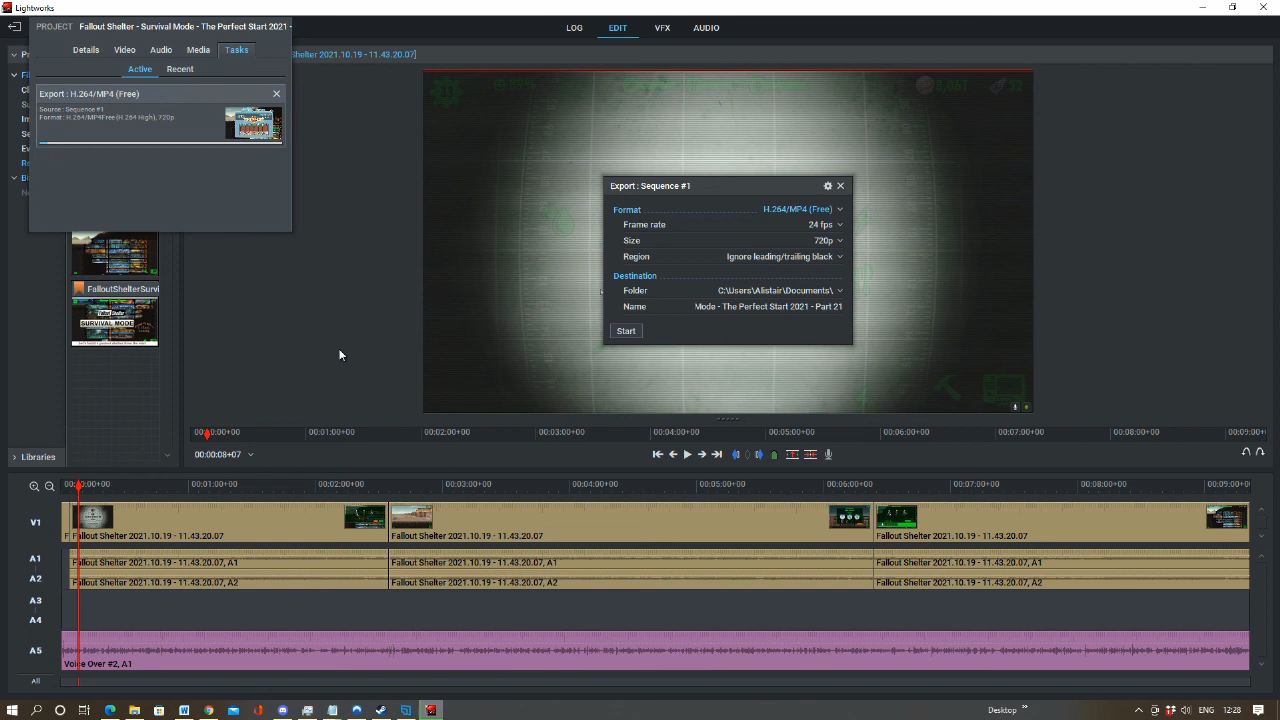 Lightworks
PROJECT Fallout Shelter - Survival Mode - The Perfect Start 2021 -
LOG EDIT VFX AUDIO
Details Video Audio Media Tasks
Shelter 2021.10.19 - 11.43.20.07]
Active Recent
Export : H.264/MP4 (Free)
Source : Sequence #1
Format : H.264/MP4Free (H.264 High), 720p
FalloutShelterSurvi
SURVIVAL MODE
Export : Sequence #1
Format H.264/MP4 (Free)
Frame rate 24 fps
Size 720p
Region Ignore leading/trailing black
Destination
Folder C:\Users\Alistair\Documents\
Name Mode - The Perfect Start 2021 - Part 21
Start
Libraries
00:01:00+00 00:02:00+00 00:03:00+00 00:04:00+00 00:05:00+00 00:06:00+00 00:07:00+00 00:08:00+00 00:09:00+
00:00:08+07
00:01:00+00 00:02:00+00 00:03:00+00 00:04:00+00 00:05:00+00 00:06:00+00 00:07:00+00 00:08:00+00 00:09:00+
V1
F Fallout Shelter 2021.10.19 - 11.43.20.07 Fallout Shelter 2021.10.19 - 11.43.20.07 Fallout Shelter 2021.10.19 - 11.43.20.07
A1 Fallout Shelter 2021.10.19 - 11.43.20.07, A1 Fallout Shelter 2021.10.19 - 11.43.20.07, A1 Fallout Shelter 2021.10.19 - 11.43.20.07, A1
A2 Fallout Shelter 2021.10.19 - 11.43.20.07, A2 Fallout Shelter 2021.10.19 - 11.43.20.07, A2 Fallout Shelter 2021.10.19 - 11.43.20.07, A2
A3
A4
A5
Voice Over #2, A1
All
Desktop ENG 12:28